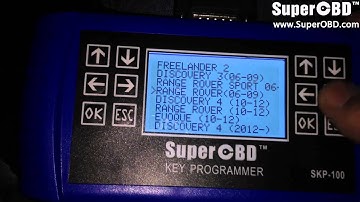 SuperOBD™
www.SuperOBD.com
FREELANDER 2
DISCOVERY 3(06-09)
RANGE ROVER SPORT 06-
>RANGE ROVER(06-09)
DISCOVERY 4 (10-12)
RANGE ROVER (10-12)
EVOQUE (10-12)
DISCOVERY 4 (2012-)
OK ESC
OK ESC
SuperOBD™
KEY PROGRAMMER
SKP-100